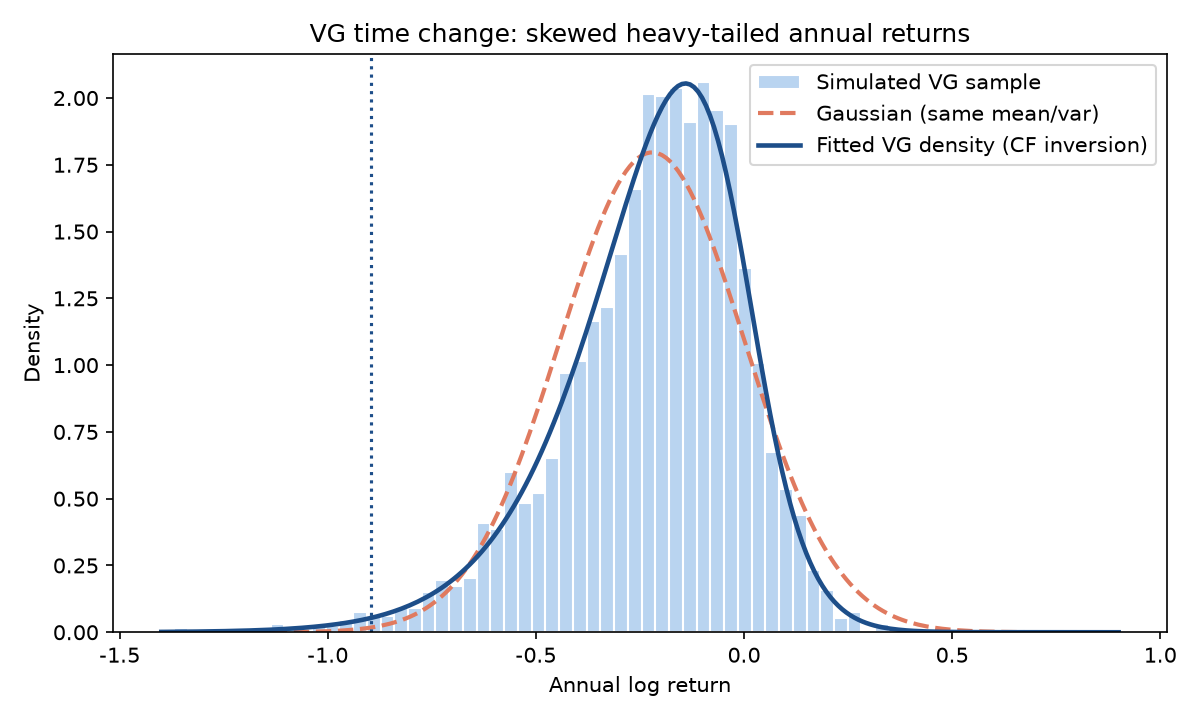 VG time change: skewed heavy-tailed annual returns
Simulated VG sample
Gaussian (same mean/var)
Fitted VG density (CF inversion)
2.00
1.75
1.50
1.25
1.00
0.75
0.50
0.25
0.00
Density
-1.5 -1.0 -0.5 0.0 0.5 1.0
Annual log return